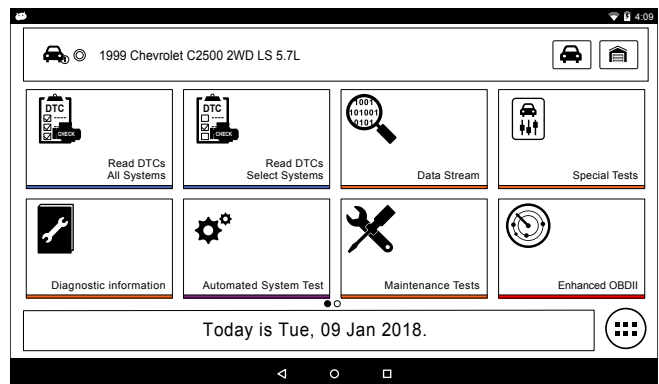 4:09
1999 Chevrolet C2500 2WD LS 5.7L
DTC
CHECK
DTC
CHECK
1001
101001
0101
Read DTCs
All Systems
Read DTCs
Select Systems
Data Stream
Special Tests
Diagnostic information
Automated System Test
Maintenance Tests
Enhanced OBDII
Today is Tue, 09 Jan 2018.